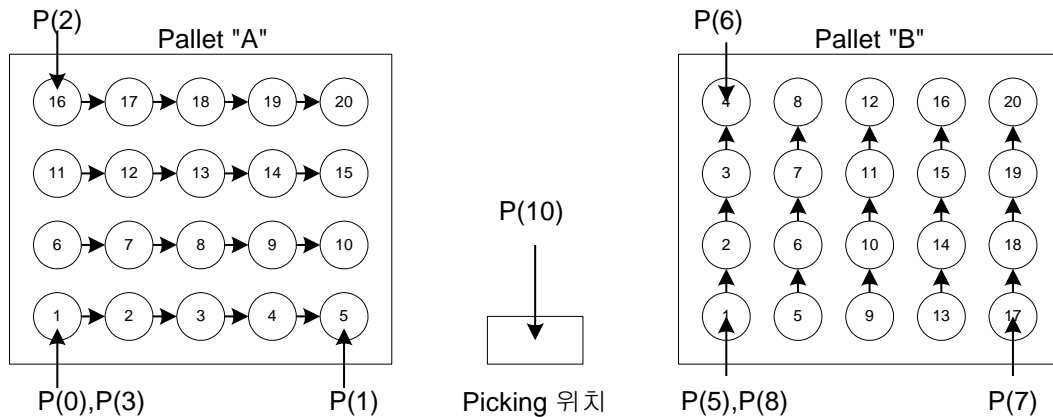 P(2)
Pallet "A"
16 17 18 19 20
11 12 13 14 15
6 7 8 9 10
1 2 3 4 5
P(0),P(3)
P(1)
P(10)
Picking 위치
P(6)
Pallet "B"
4 8 12 16 20
3 7 11 15 19
2 6 10 14 18
1 5 9 13 17
P(5),P(8)
P(7)